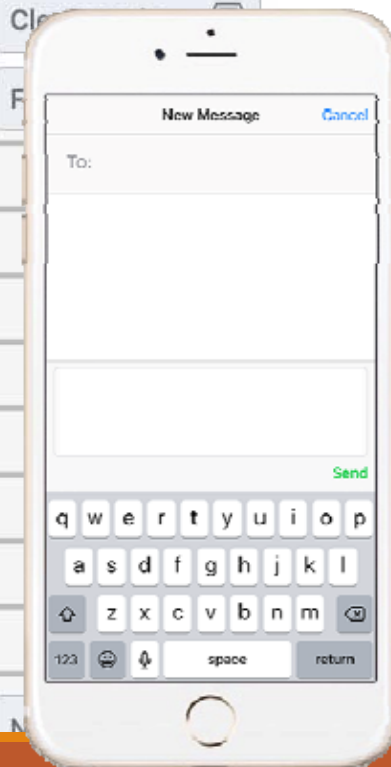 New Message Cancel
To:
Send
q w e r t y u i o p
a s d f g h j k l
z x c v b n m
123 space return